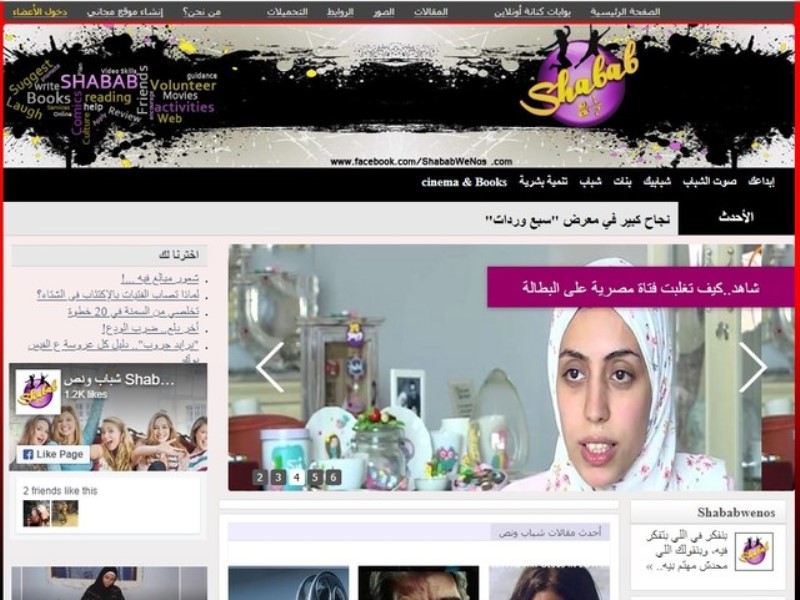 الصفحة الرئيسية بوابات كنانة أونلاين المقالات الصور الروابط التحميلات من نحن؟ إنشاء موقع مجاني دخول الأعضاء
Suggest
write SHABAB
Video Skills
Friends
guidance
Volunteer
Books
reading
Movies
Laugh
Services
Online
Comics
help
activities
Culture
Apply
Review
Web
Shabab
www.facebook.com/ShababWeNos .com
إبداعك صوت الشباب شبابيك بنات شباب تنمية بشرية cinema & Books
الأحدث
نجاح كبير في معرض "سبع وردات"
اخترنا لك
شعور مبالغ فيه ...!
لماذا تصاب الفتيات بالإكتئاب في الشتاء؟
تخلصي من السمنة في 20 خطوة
أخر دلع.. ضرب الودع!
"برايد جروب".. دليل كل عروسة ع الفيس بوك
شباب ونص Shab...
1.2K likes
Like Page
2 friends like this
شاهد..كيف تغلبت فتاة مصرية على البطالة
2 3 4 5 6
أحدث مقالات شباب ونص
Shababwenos
بنفكر في اللي بتفكر
فيه، وبنقولك اللي
محدش مهتم بيه.. »